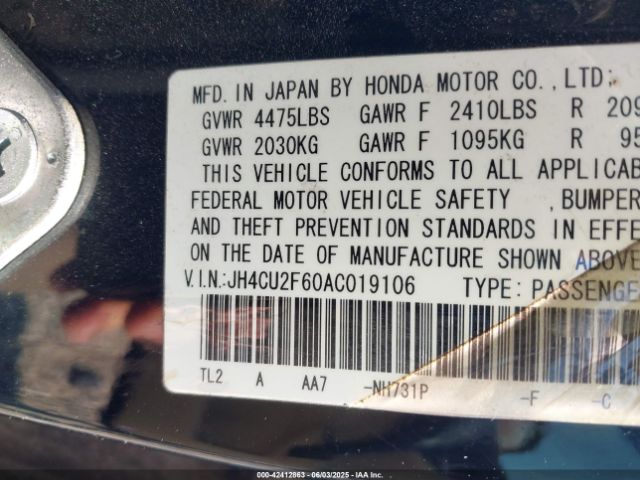 MFD. IN JAPAN BY HONDA MOTOR CO.,LTD:
GVWR 4475LBS GAWR F 2410LBS R 209
GVWR 2030KG GAWR F 1095KG R 95
THIS VEHICLE CONFORMS TO ALL APPLICAB
FEDERAL MOTOR VEHICLE SAFETY ,BUMPER
AND THEFT PREVENTION STANDARDS IN EFFE
ON THE DATE OF MANUFACTURE SHOWN ABOVE
V.I.N:JH4CU2F60AC019106 TYPE: PASSENGE
TL2 A AA7 -NH731P -F -C
000-42412863 - 06/03/2025 - IAA Inc.